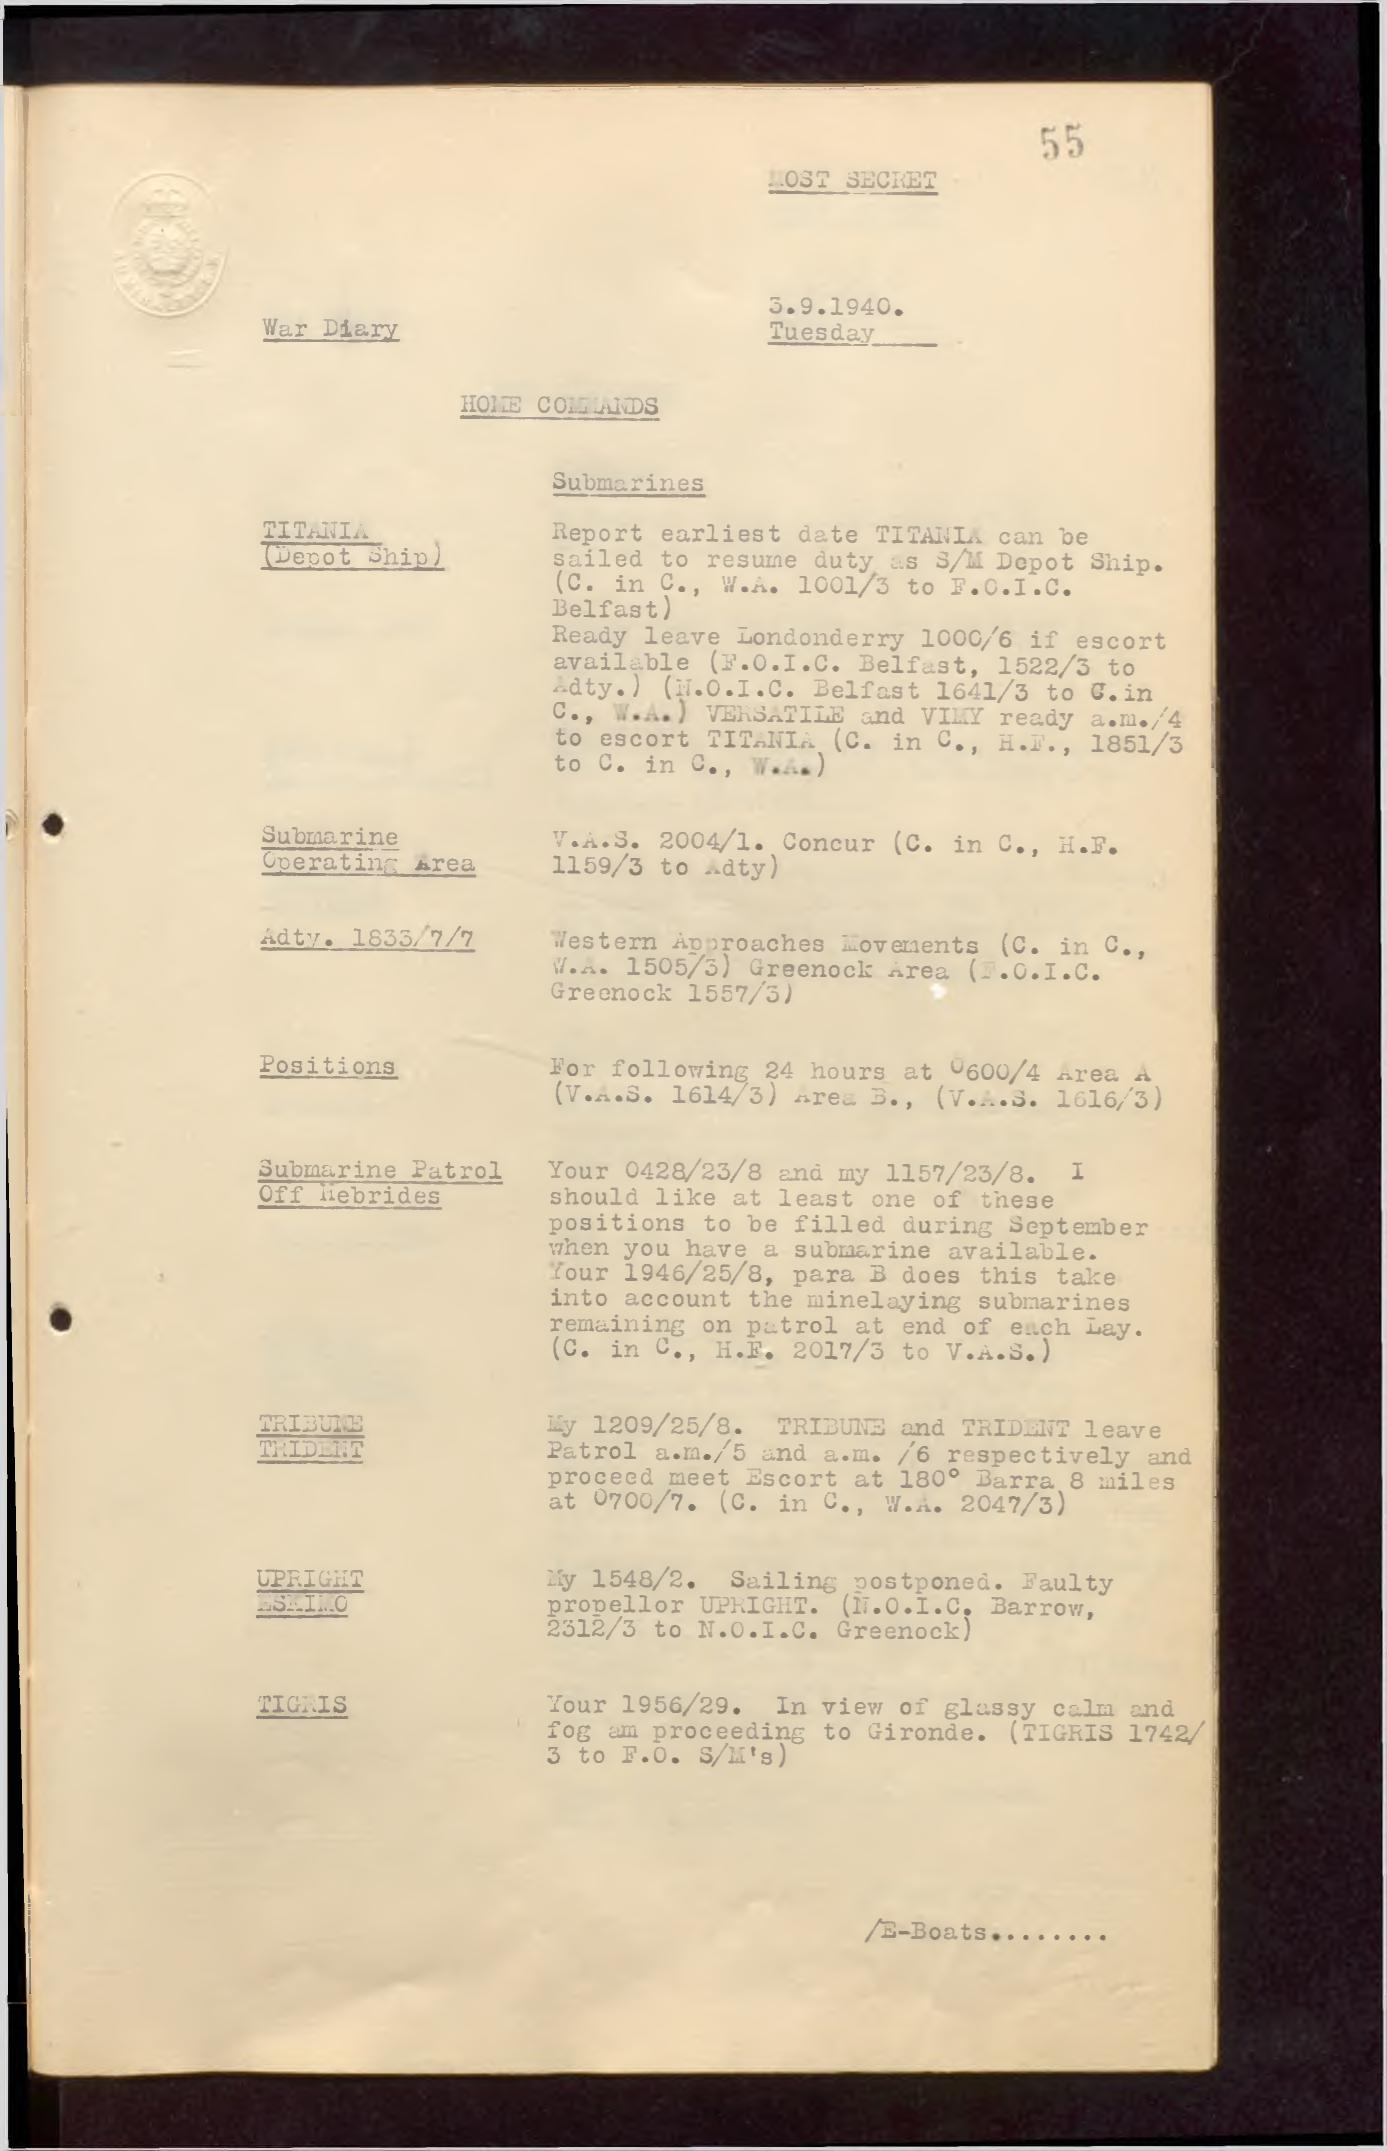 55
MOST SECRET
3.9.1940.
War Diary
Tuesday
HOME COMMANDS
Submarines
TITANIA
(Depot Ship)
Report earliest date TITANIA can be
sailed to resume duty as S/M Depot Ship.
(C. in C., W.A. 1001/3 to F.O.I.C.
Belfast)
Ready leave Londonderry 1000/6 if escort
available (F.O.I.C. Belfast, 1522/3 to
Adty.) (N.O.I.C. Belfast 1641/3 to C.in
C., W.A.) VERSATILE and VIMY ready a.m./4
to escort TITANIA (C. in C., H.F., 1851/3
to C. in C., W.A.)
Submarine
Operating Area
V.A.S. 2004/1. Concur (C. in C., H.F.
1159/3 to Adty)
Adty. 1833/7/7
Western Approaches Movements (C. in C.,
W.A. 1505/3) Greenock Area (F.O.I.C.
Greenock 1557/3)
Positions
For following 24 hours at 0600/4 Area A
(V.A.S. 1614/3) Area B., (V.A.S. 1616/3)
Submarine Patrol
Off Hebrides
Your 0428/23/8 and my 1157/23/8. I
should like at least one of these
positions to be filled during September
when you have a submarine available.
Your 1946/25/8, para B does this take
into account the minelaying submarines
remaining on patrol at end of each Lay.
(C. in C., H.F. 2017/3 to V.A.S.)
TRIBUNE
TRIDENT
My 1209/25/8. TRIBUNE and TRIDENT leave
Patrol a.m./5 and a.m. /6 respectively and
proceed meet Escort at 180° Barra 8 miles
at 0700/7. (C. in C., W.A. 2047/3)
UPRIGHT
ESKIMO
My 1548/2. Sailing postponed. Faulty
propellor UPRIGHT. (N.O.I.C. Barrow,
2312/3 to N.O.I.C. Greenock)
TIGRIS
Your 1956/29. In view of glassy calm and
fog am proceeding to Gironde. (TIGRIS 1742/
3 to F.O. S/M's)
/E-Boats.........